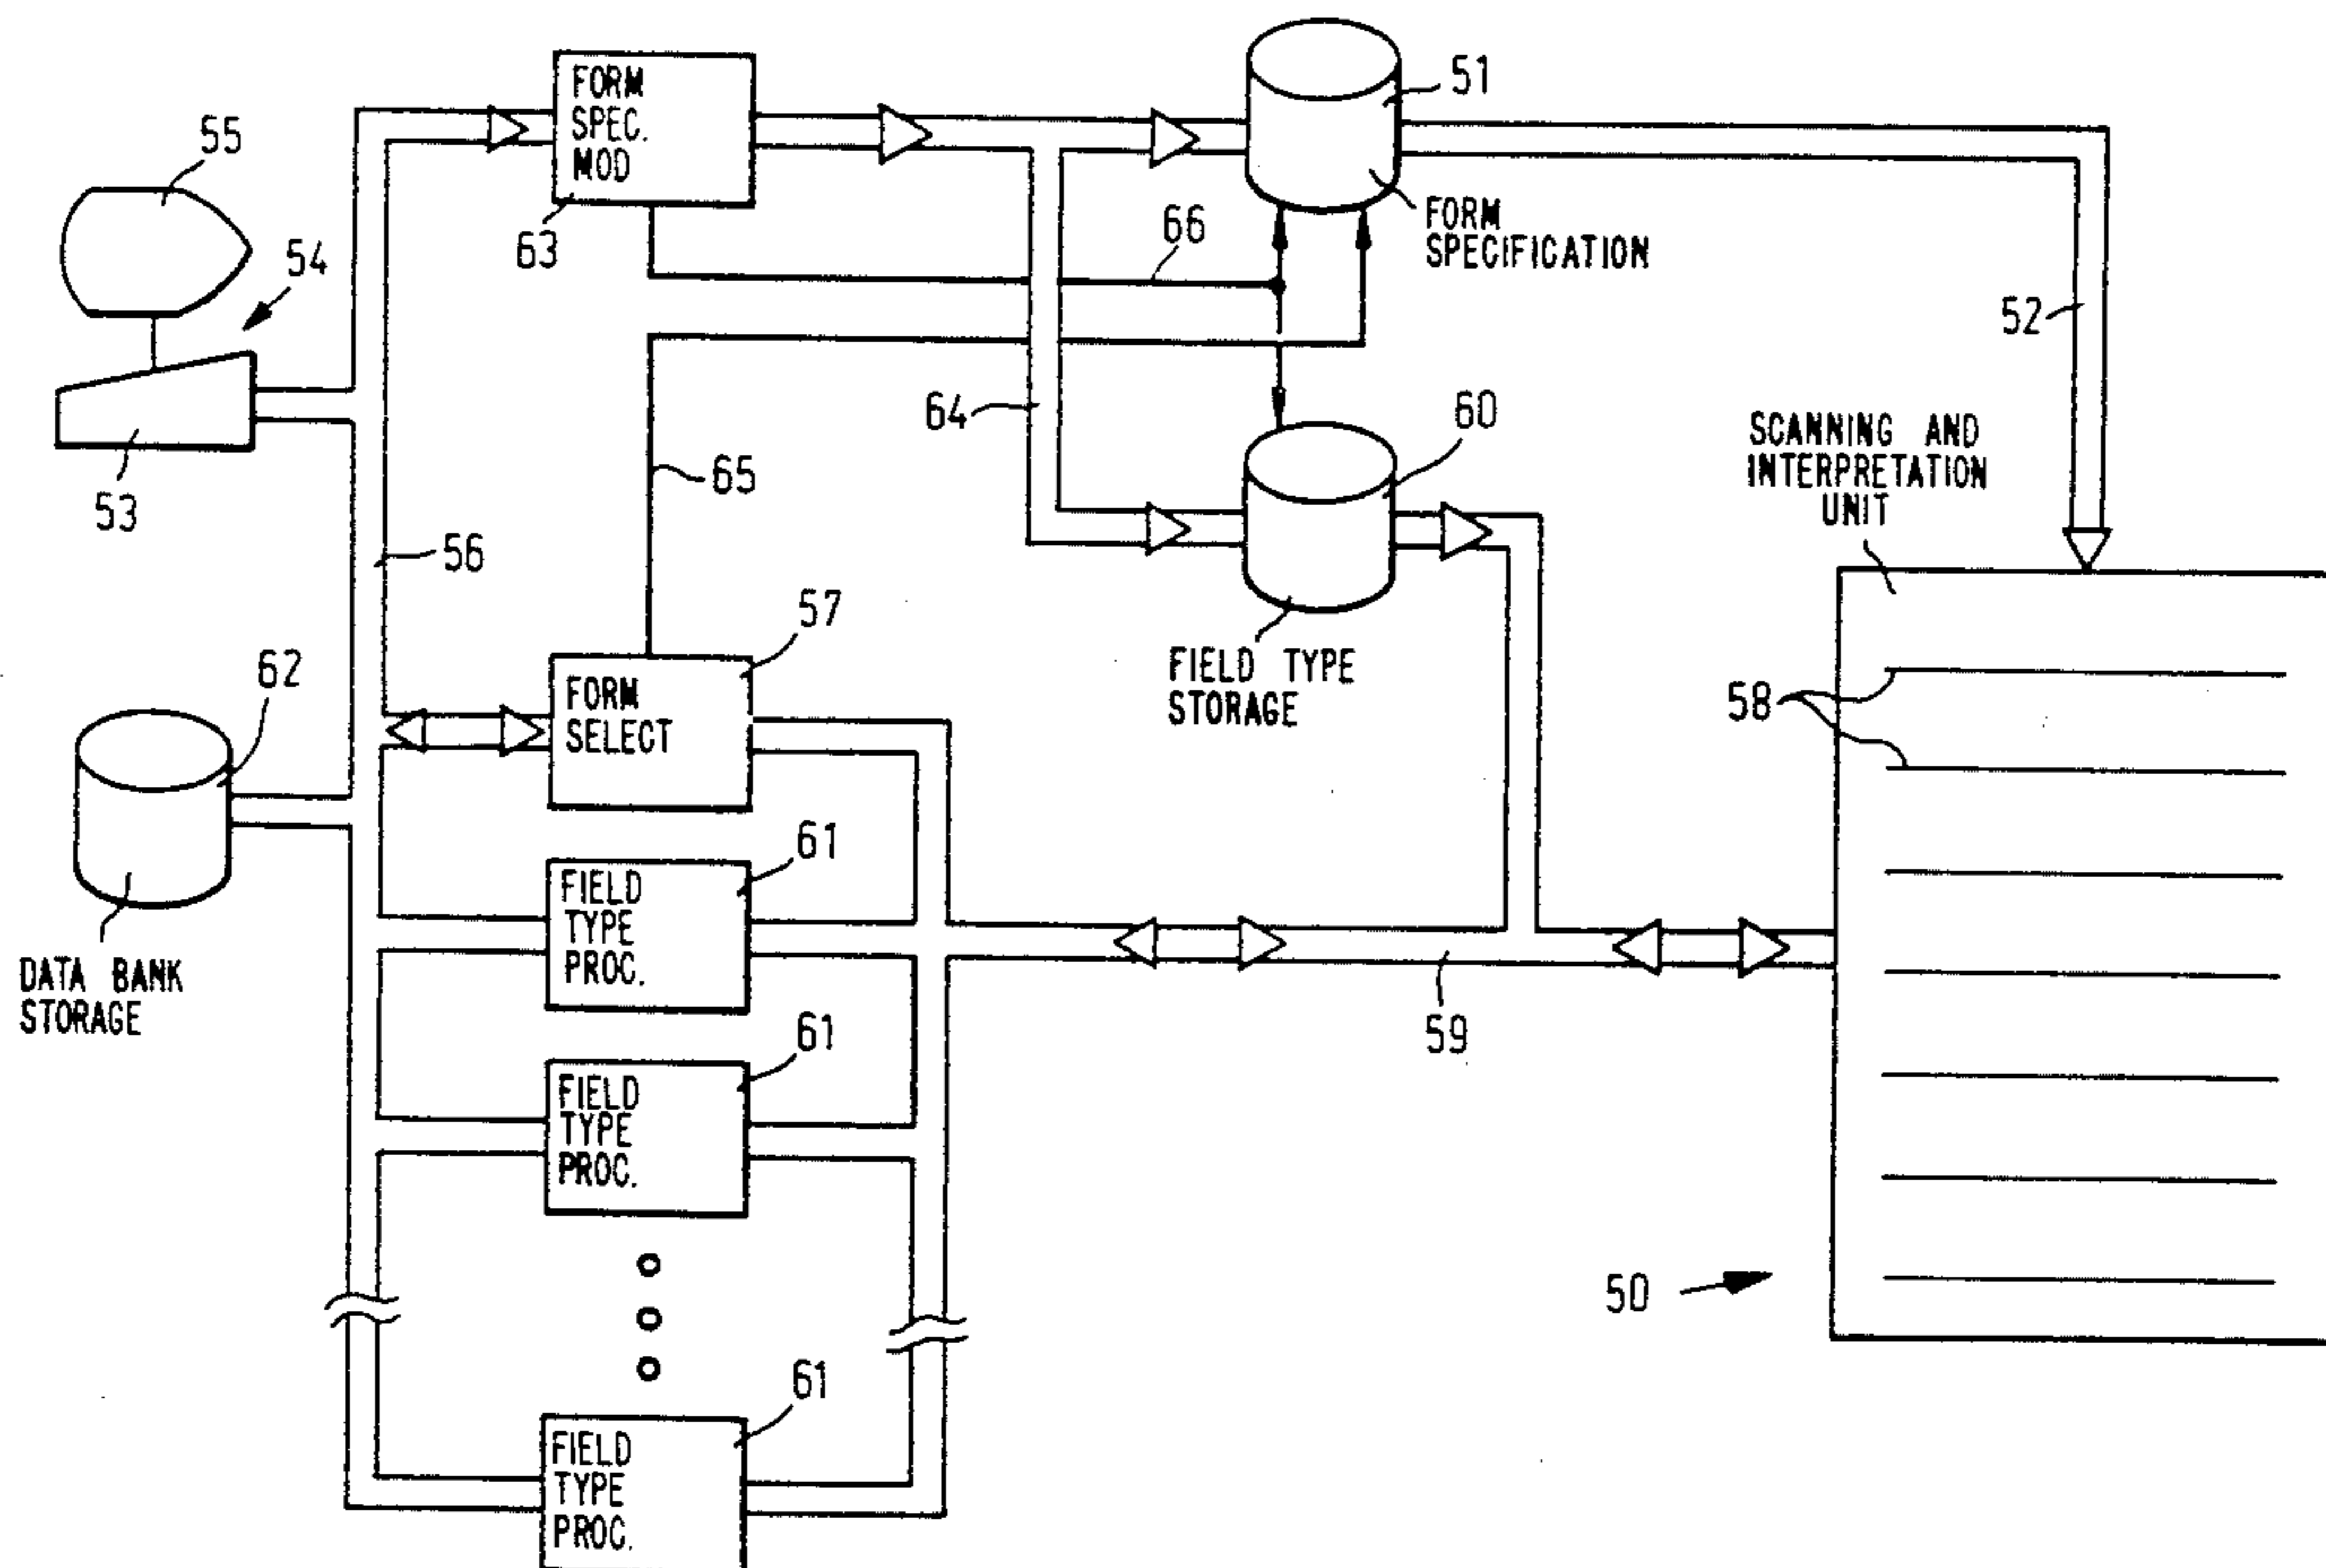 FORM
SPEC.
MOD
63
51
FORM
SPECIFICATION
52
55
54
53
66
64
60
65
56
SCANNING AND
INTERPRETATION
UNIT
57
FORM
SELECT
FIELD TYPE
STORAGE
58
62
DATA BANK
STORAGE
61
FIELD
TYPE
PROC.
61
FIELD
TYPE
PROC.
59
50
61
FIELD
TYPE
PROC.